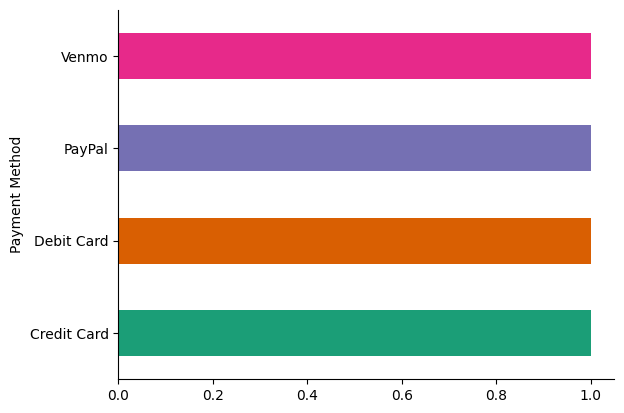 Venmo
PayPal
Debit Card
Credit Card
Payment Method
0.0 0.2 0.4 0.6 0.8 1.0